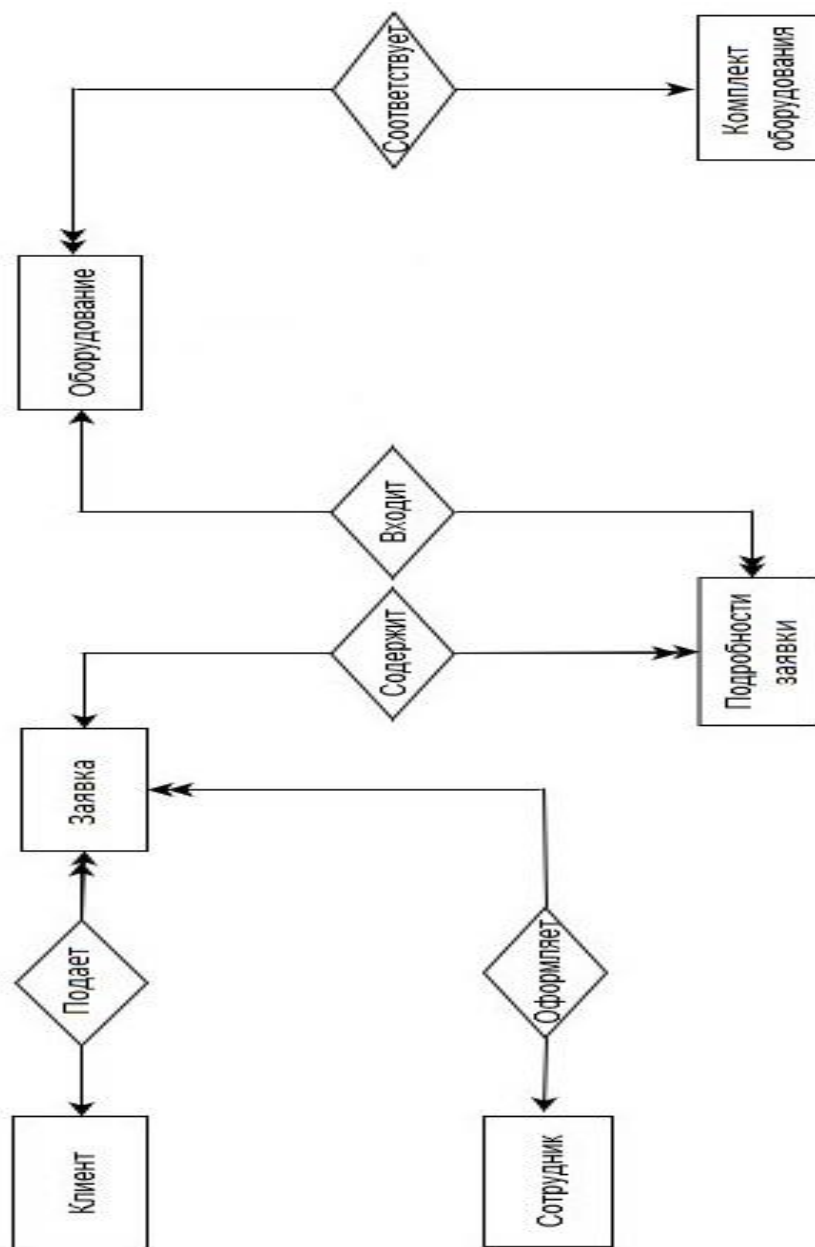 Клиент
Подает
Заявка
Оборудование
Содержит
Входит
Соответствует
Сотрудник
Оформляет
Подробности
заявки
Комплект
оборудования